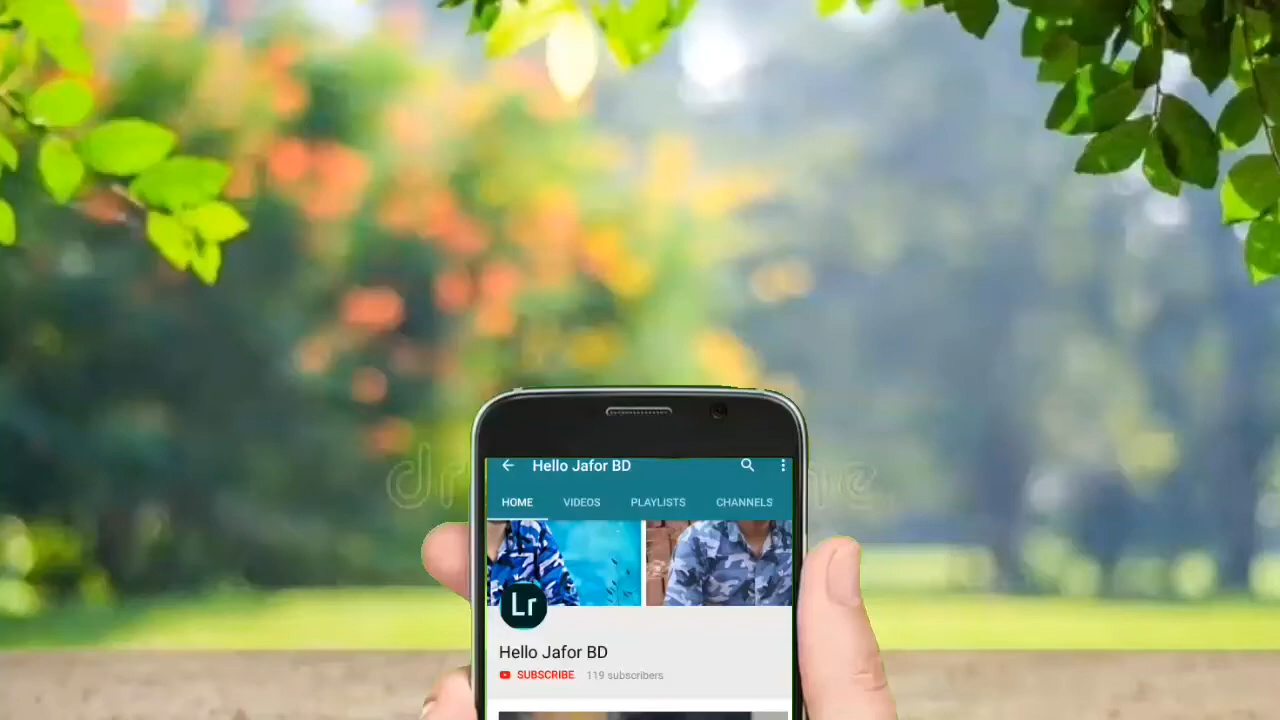 Hello Jafor BD
HOME VIDEOS PLAYLISTS CHANNELS
Lr
Hello Jafor BD
SUBSCRIBE 119 subscribers